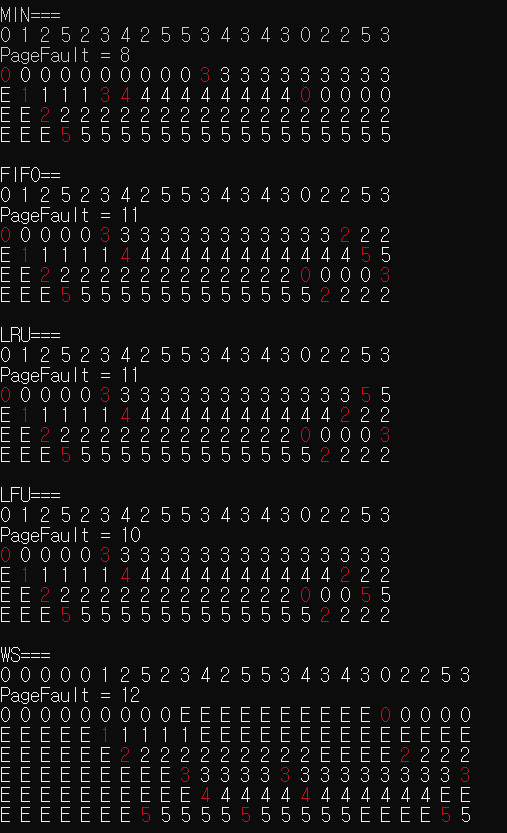 MIN===
0 1 2 5 2 3 4 2 5 5 3 4 3 4 3 0 2 2 5 3
PageFault = 8
0 0 0 0 0 0 0 0 0 0 3 3 3 3 3 3 3 3 3 3
E 1 1 1 1 3 4 4 4 4 4 4 4 4 4 0 0 0 0 0
E E 2 2 2 2 2 2 2 2 2 2 2 2 2 2 2 2 2 2
E E E 5 5 5 5 5 5 5 5 5 5 5 5 5 5 5 5 5
FIFO==
0 1 2 5 2 3 4 2 5 5 3 4 3 4 3 0 2 2 5 3
PageFault = 11
0 0 0 0 0 3 3 3 3 3 3 3 3 3 3 3 3 2 2 2
E 1 1 1 1 1 4 4 4 4 4 4 4 4 4 4 4 4 5 5
E E 2 2 2 2 2 2 2 2 2 2 2 2 2 0 0 0 0 3
E E E 5 5 5 5 5 5 5 5 5 5 5 5 5 2 2 2 2
LRU===
0 1 2 5 2 3 4 2 5 5 3 4 3 4 3 0 2 2 5 3
PageFault = 11
0 0 0 0 0 3 3 3 3 3 3 3 3 3 3 3 3 3 5 5
E 1 1 1 1 1 4 4 4 4 4 4 4 4 4 4 4 2 2 2
E E 2 2 2 2 2 2 2 2 2 2 2 2 2 0 0 0 0 3
E E E 5 5 5 5 5 5 5 5 5 5 5 5 5 2 2 2 2
LFU===
0 1 2 5 2 3 4 2 5 5 3 4 3 4 3 0 2 2 5 3
PageFault = 10
0 0 0 0 0 3 3 3 3 3 3 3 3 3 3 3 3 3 3 3
E 1 1 1 1 1 4 4 4 4 4 4 4 4 4 4 4 2 2 2
E E 2 2 2 2 2 2 2 2 2 2 2 2 2 0 0 0 5 5
E E E 5 5 5 5 5 5 5 5 5 5 5 5 5 2 2 2 2
WS===
0 0 0 0 0 1 2 5 2 3 4 2 5 5 3 4 3 4 3 0 2 2 5 3
PageFault = 12
0 0 0 0 0 0 0 0 0 E E E E E E E E E E 0 0 0 0 0
E E E E E 1 1 1 1 1 E E E E E E E E E E E E E E
E E E E E E 2 2 2 2 2 2 2 2 2 2 E E E E 2 2 2 2
E E E E E E E E E 3 3 3 3 3 3 3 3 3 3 3 3 3 3 3
E E E E E E E E E E 4 4 4 4 4 4 4 4 4 4 4 4 E E
E E E E E E E 5 5 5 5 5 5 5 5 5 5 5 E E E E 5 5